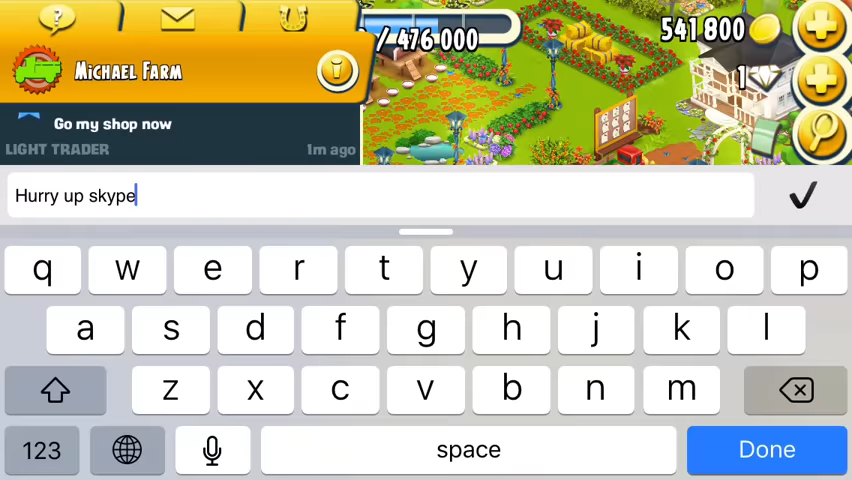 / 476 000
541 800
Michael Farm
i
1
Go my shop now
LIGHT TRADER 1m ago
Hurry up skype
q w e r t y u i o p
a s d f g h j k l
z x c v b n m
123 space Done